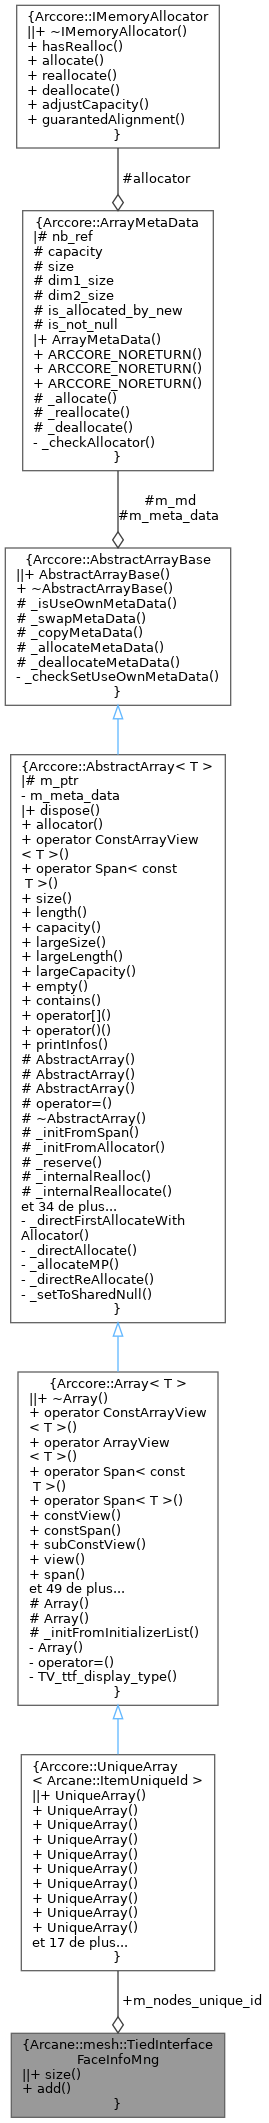 {Arccore::IMemoryAllocator
||+ ~IMemoryAllocator()
+ hasRealloc()
+ allocate()
+ reallocate()
+ deallocate()
+ adjustCapacity()
+ guarantedAlignment()
}
#allocator
{Arccore::ArrayMetaData
|# nb_ref
# capacity
# size
# dim1_size
# dim2_size
# is_allocated_by_new
# is_not_null
|+ ArrayMetaData()
+ ARCCORE_NORETURN()
+ ARCCORE_NORETURN()
+ ARCCORE_NORETURN()
# _allocate()
# _reallocate()
# _deallocate()
- _checkAllocator()
}
#m_md
#m_meta_data
{Arccore::AbstractArrayBase
||+ AbstractArrayBase()
+ ~AbstractArrayBase()
# _isUseOwnMetaData()
# _swapMetaData()
# _copyMetaData()
# _allocateMetaData()
# _deallocateMetaData()
- _checkSetUseOwnMetaData()
}
{Arccore::AbstractArray< T >
|# m_ptr
- m_meta_data
|+ dispose()
+ allocator()
+ operator ConstArrayView
< T >()
+ operator Span< const
T >()
+ size()
+ length()
+ capacity()
+ largeSize()
+ largeLength()
+ largeCapacity()
+ empty()
+ contains()
+ operator[]()
+ operator()()
+ printInfos()
# AbstractArray()
# AbstractArray()
# AbstractArray()
# operator=()
# ~AbstractArray()
# _initFromSpan()
# _initFromAllocator()
# _reserve()
# _internalRealloc()
# _internalReallocate()
et 34 de plus...
- _directFirstAllocateWith
Allocator()
- _directAllocate()
- _allocateMP()
- _directReAllocate()
- _setToSharedNull()
}
{Arccore::Array< T >
||+ ~Array()
+ operator ConstArrayView
< T >()
+ operator ArrayView
< T >()
+ operator Span< const
T >()
+ operator Span< T >()
+ constView()
+ constSpan()
+ subConstView()
+ view()
+ span()
et 49 de plus...
# Array()
# Array()
# _initFromInitializerList()
- Array()
- operator=()
- TV_ttf_display_type()
}
{Arccore::UniqueArray
< Arcane::ItemUniqueId >
||+ UniqueArray()
+ UniqueArray()
+ UniqueArray()
+ UniqueArray()
+ UniqueArray()
+ UniqueArray()
+ UniqueArray()
+ UniqueArray()
+ UniqueArray()
+ UniqueArray()
et 17 de plus...
}
+m_nodes_unique_id
{Arcane::mesh::TiedInterface
FaceInfoMng
||+ size()
+ add()
}